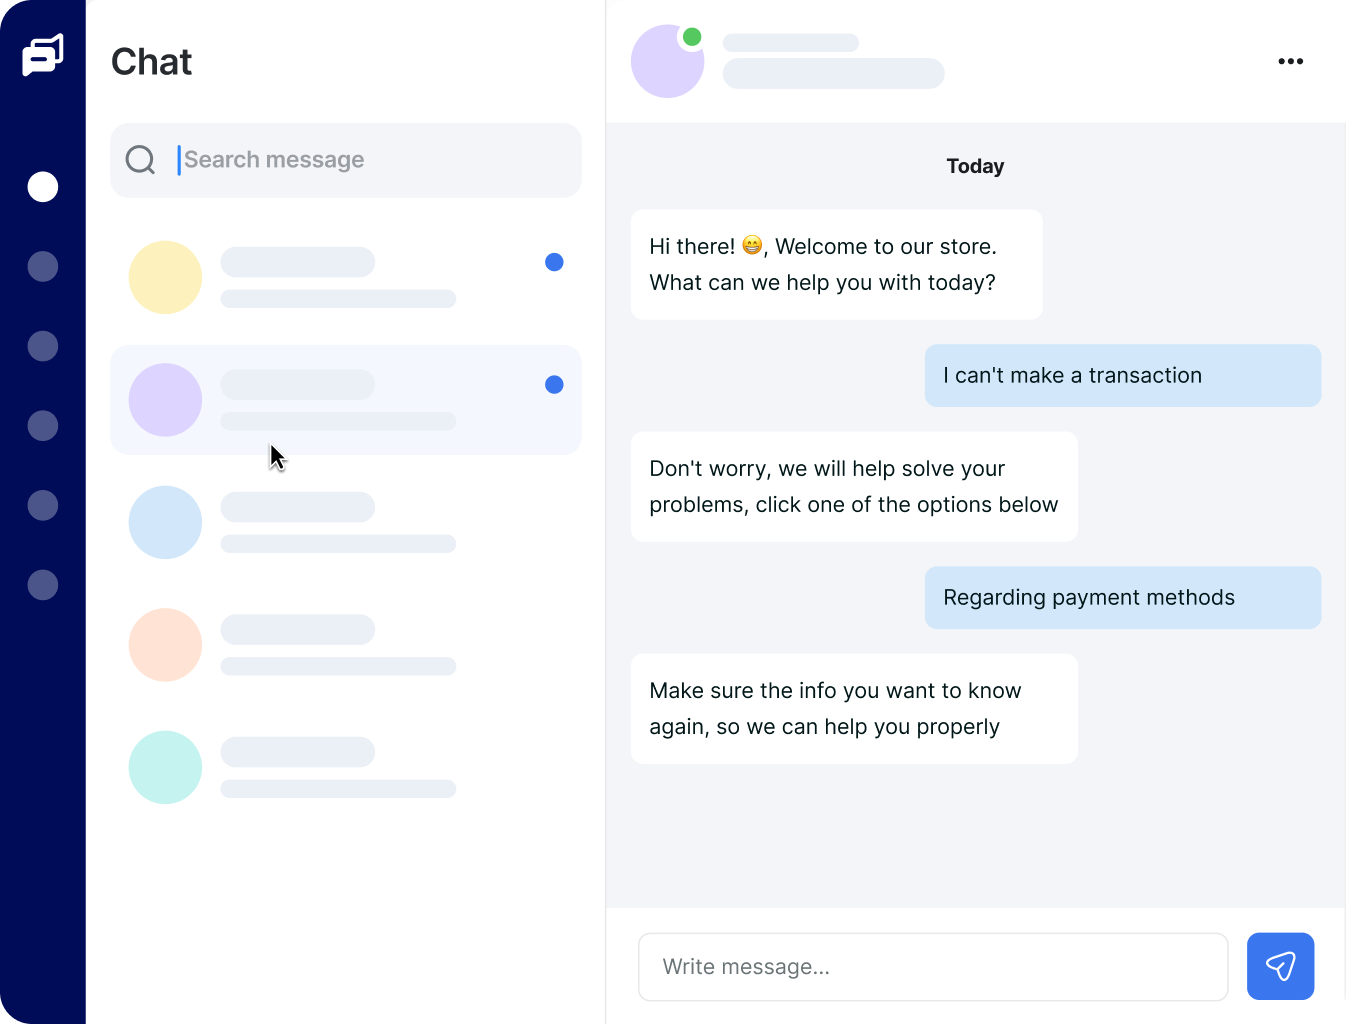 Chat
Search message
Today
Hi there! 😁, Welcome to our store.
What can we help you with today?
I can't make a transaction
Don't worry, we will help solve your
problems, click one of the options below
Regarding payment methods
Make sure the info you want to know
again, so we can help you properly
Write message...